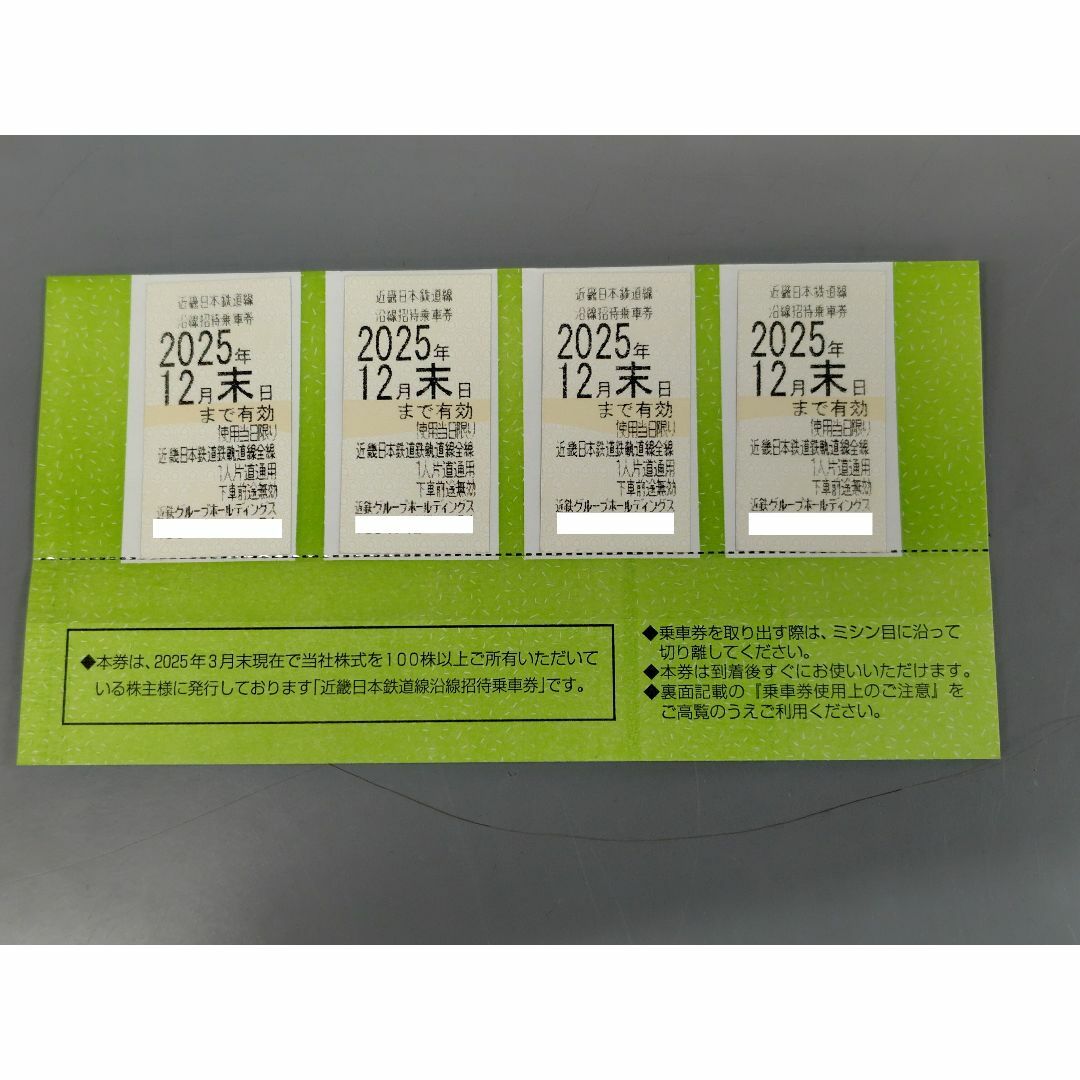 近畿日本鉄道線
沿線招待乗車券
2025年
12月末日
まで有効
使用当日限り
近畿日本鉄道鉄軌道線全線
1人片道通用
下車前途無効
近鉄グループホールディングス
近畿日本鉄道線
沿線招待乗車券
2025年
12月末日
まで有効
使用当日限り
近畿日本鉄道鉄軌道線全線
1人片道通用
下車前途無効
近鉄グループホールディングス
近畿日本鉄道線
沿線招待乗車券
2025年
12月末日
まで有効
使用当日限り
近畿日本鉄道鉄軌道線全線
1人片道通用
下車前途無効
近鉄グループホールディングス
近畿日本鉄道線
沿線招待乗車券
2025年
12月末日
まで有効
使用当日限り
近畿日本鉄道鉄軌道線全線
1人片道通用
下車前途無効
近鉄グループホールディングス
◆本券は、2025年3月末現在で当社株式を100株以上ご所有いただいて
いる株主様に発行しております「近畿日本鉄道線沿線招待乗車券」です。
◆乗車券を取り出す際は、ミシン目に沿って
切り離してください。
◆本券は到着後すぐにお使いいただけます。
◆裏面記載の『乗車券使用上のご注意』を
ご高覧のうえご利用ください。